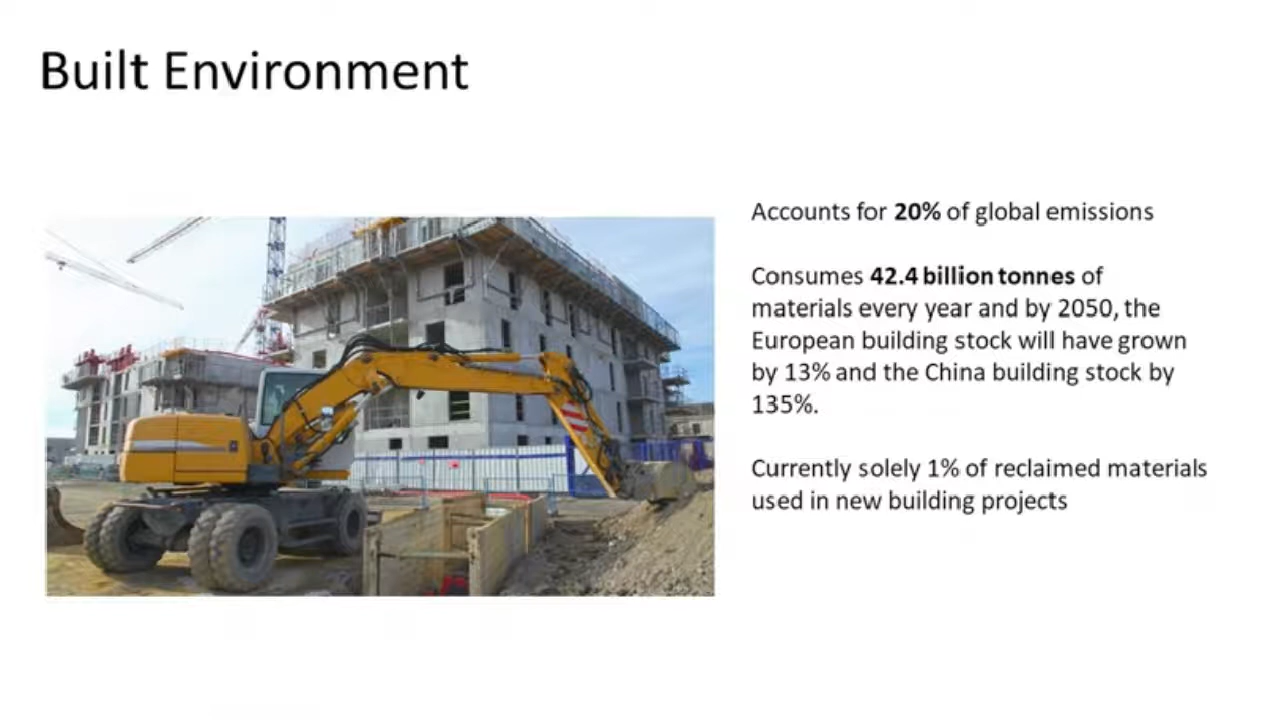 Built Environment
Accounts for 20% of global emissions
Consumes 42.4 billion tonnes of
materials every year and by 2050, the
European building stock will have grown
by 13% and the China building stock by
135%.
Currently solely 1% of reclaimed materials
used in new building projects